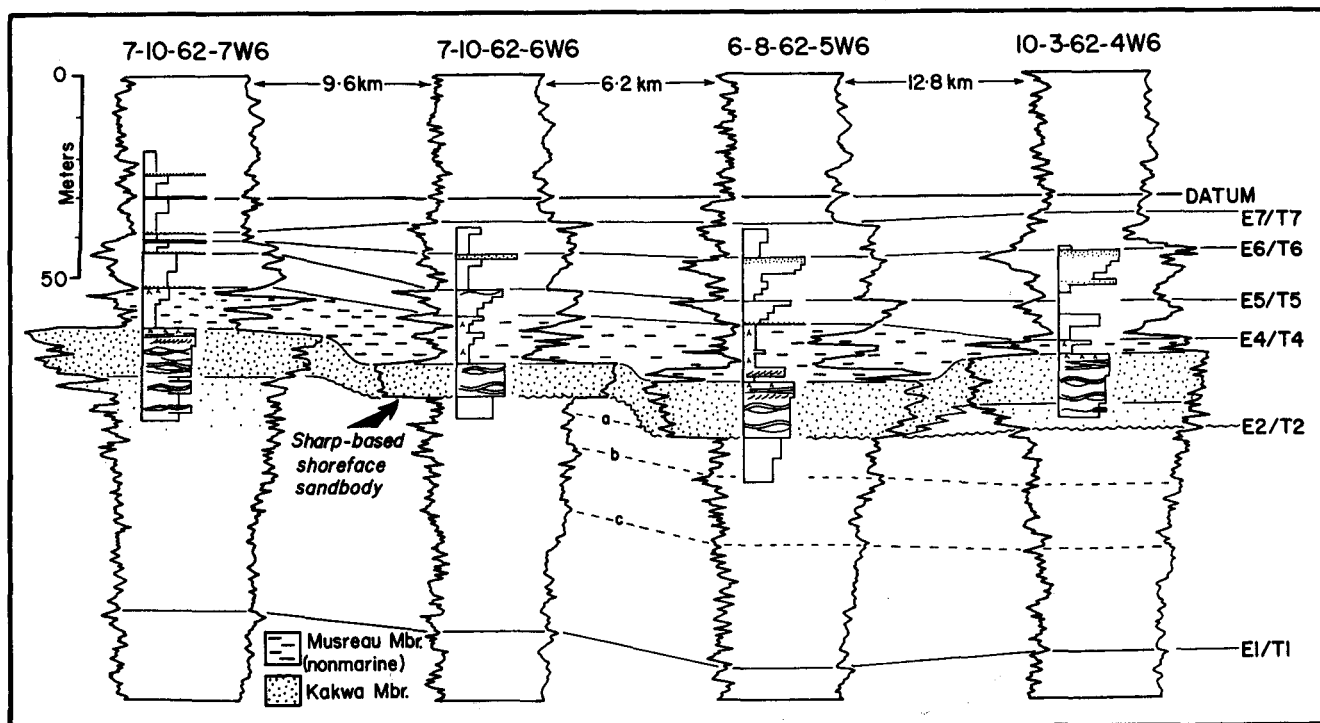 7-10-62-7W6
7-10-62-6W6
6-8-62-5W6
10-3-62-4W6
0
9·6 km
6·2 km
12·8 km
Meters
DATUM
E7/T7
E6/T6
50
E5/T5
E4/T4
a
E2/T2
Sharp-based
shoreface
sandbody
b
c
Musreau Mbr.
(nonmarine)
Kakwa Mbr.
E1/T1